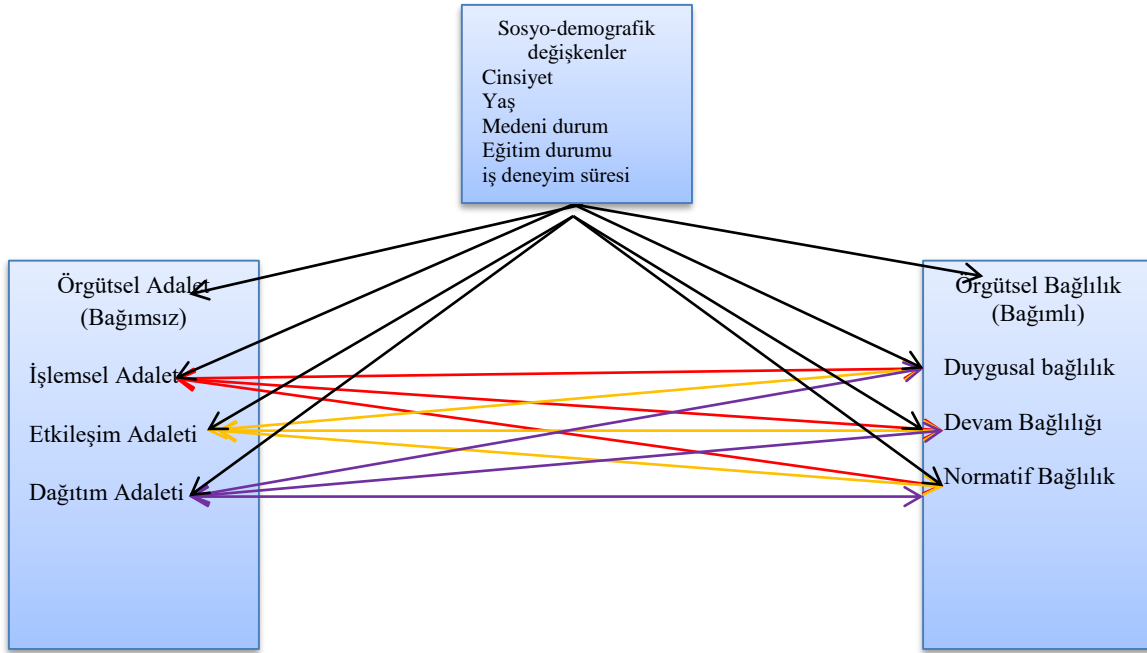 Sosyo-demografik
değişkenler
Cinsiyet
Yaş
Medeni durum
Eğitim durumu
iş deneyim süresi
Örgütsel Adalet
(Bağımsız)
İşlemsel Adaleti
Etkileşim Adaleti
Dağıtım Adaleti
Örgütsel Bağlılık
(Bağımlı)
Duygusal bağlılık
Devam Bağlılığı
Normatif Bağlılık